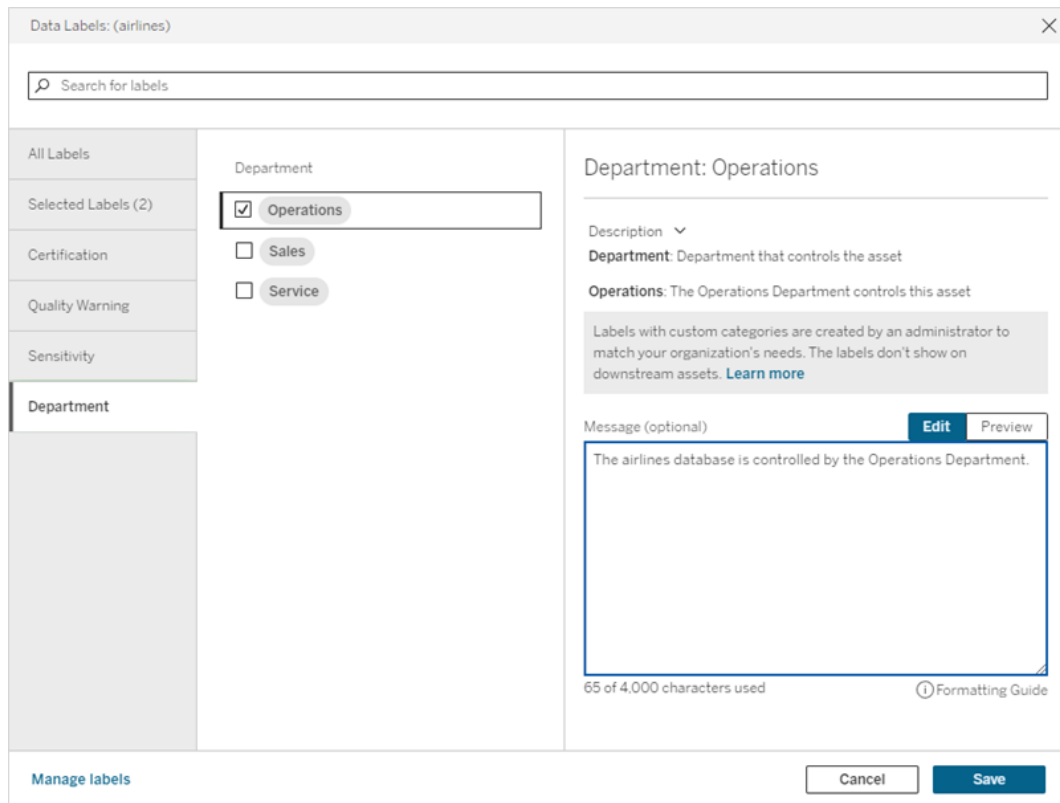 Data Labels: (airlines)
Search for labels
All Labels
Selected Labels (2)
Certification
Quality Warning
Sensitivity
Department
Department
Operations
Sales
Service
Department: Operations
Description
Department: Department that controls the asset
Operations: The Operations Department controls this asset
Labels with custom categories are created by an administrator to
match your organization's needs. The labels don't show on
downstream assets. Learn more
Message (optional)
Edit
Preview
The airlines database is controlled by the Operations Department.
65 of 4,000 characters used
Formatting Guide
Manage labels
Cancel
Save